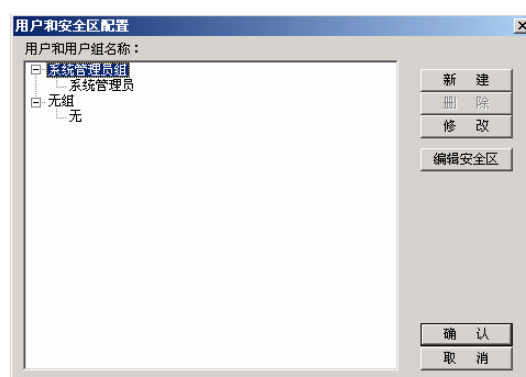 用户和安全区配置
用户和用户组名称：
系统管理员组
系统管理员
无组
无
新 建
删 除
修 改
编辑安全区
确 认
取 消